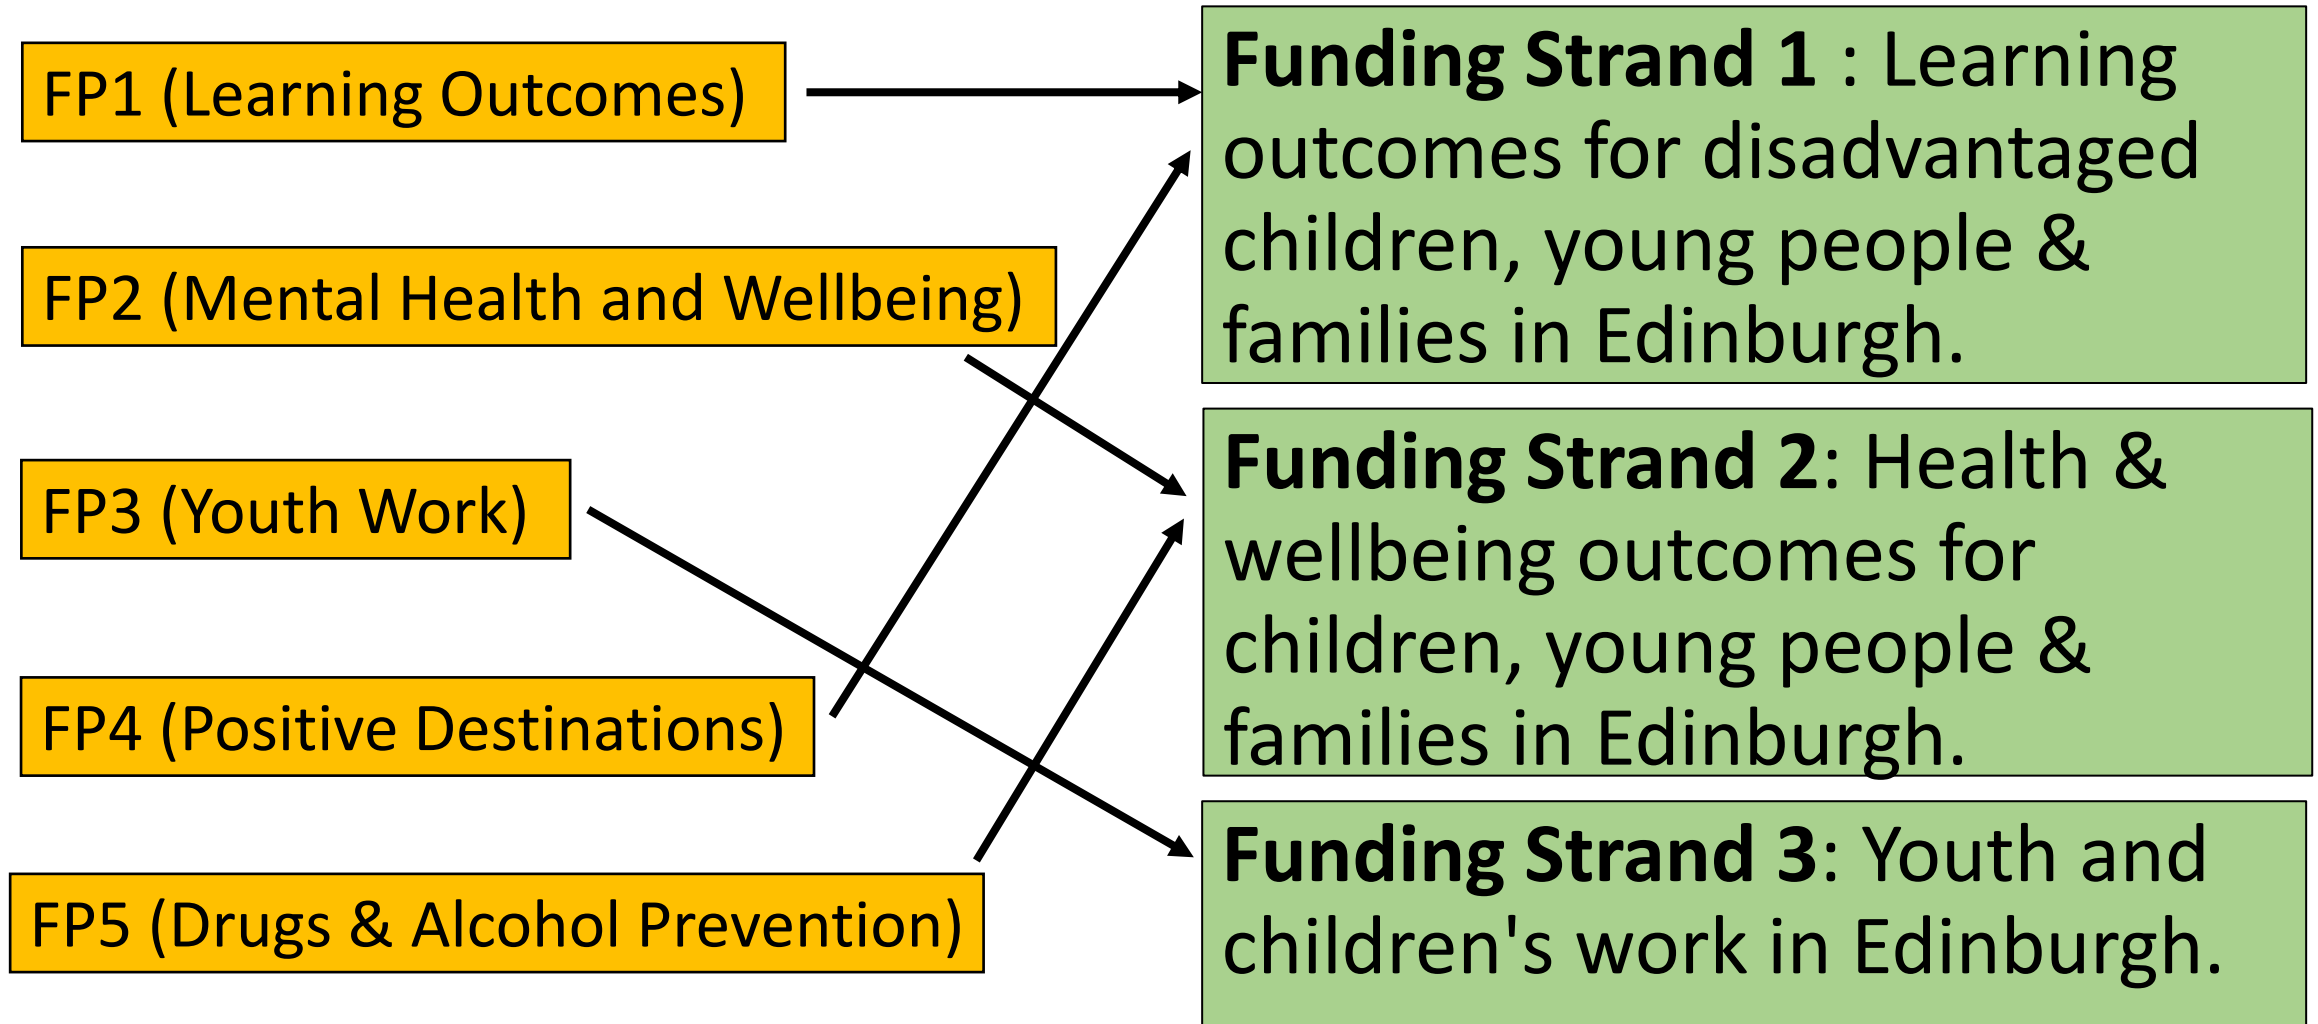 FP1 (Learning Outcomes)
FP2 (Mental Health and Wellbeing)
FP3 (Youth Work)
FP4 (Positive Destinations)
FP5 (Drugs & Alcohol Prevention)
Funding Strand 1 : Learning
outcomes for disadvantaged
children, young people &
families in Edinburgh.
Funding Strand 2: Health &
wellbeing outcomes for
children, young people &
families in Edinburgh.
Funding Strand 3: Youth and
children's work in Edinburgh.